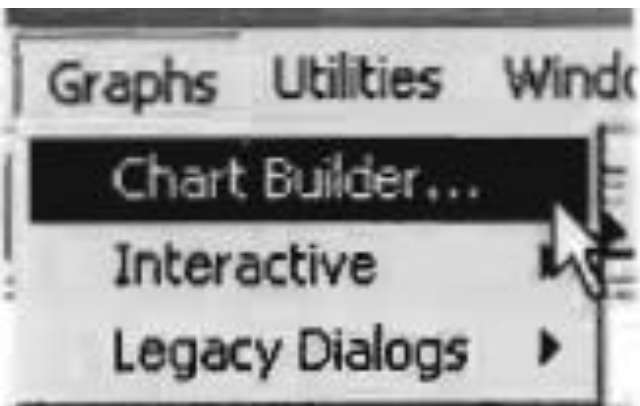 Graphs Utilities
Chart Builder...
Interactive
Legacy Dialogs